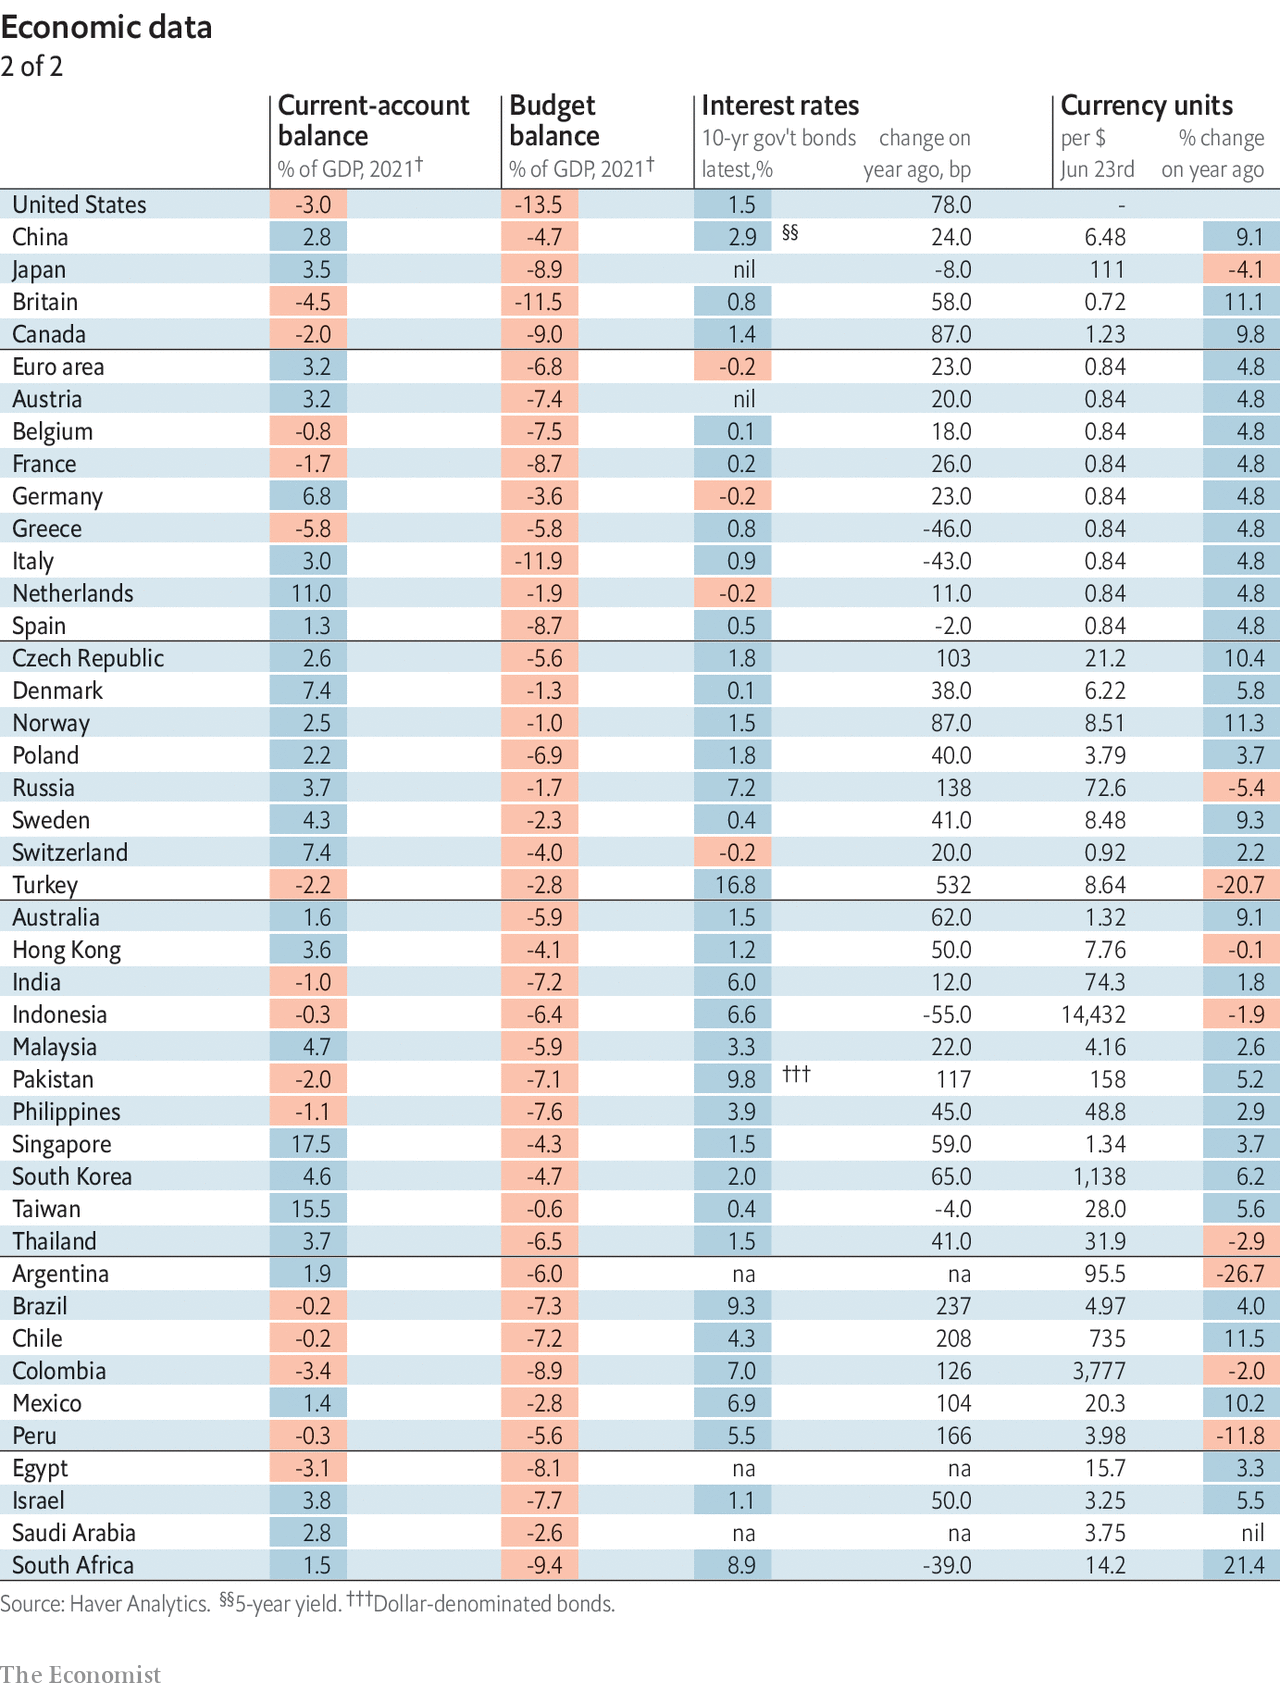 Economic data
2 of 2
Current-account balance % of GDP, 2021† Budget balance % of GDP, 2021† Interest rates 10-yr gov't bonds latest,% change on year ago, bp Currency units per $ Jun 23rd % change on year ago
United States -3.0 -13.5 1.5 78.0 -
China 2.8 -4.7 2.9 §§ 24.0 6.48 9.1
Japan 3.5 -8.9 nil -8.0 111 -4.1
Britain -4.5 -11.5 0.8 58.0 0.72 11.1
Canada -2.0 -9.0 1.4 87.0 1.23 9.8
Euro area 3.2 -6.8 -0.2 23.0 0.84 4.8
Austria 3.2 -7.4 nil 20.0 0.84 4.8
Belgium -0.8 -7.5 0.1 18.0 0.84 4.8
France -1.7 -8.7 0.2 26.0 0.84 4.8
Germany 6.8 -3.6 -0.2 23.0 0.84 4.8
Greece -5.8 -5.8 0.8 -46.0 0.84 4.8
Italy 3.0 -11.9 0.9 -43.0 0.84 4.8
Netherlands 11.0 -1.9 -0.2 11.0 0.84 4.8
Spain 1.3 -8.7 0.5 -2.0 0.84 4.8
Czech Republic 2.6 -5.6 1.8 103 21.2 10.4
Denmark 7.4 -1.3 0.1 38.0 6.22 5.8
Norway 2.5 -1.0 1.5 87.0 8.51 11.3
Poland 2.2 -6.9 1.8 40.0 3.79 3.7
Russia 3.7 -1.7 7.2 138 72.6 -5.4
Sweden 4.3 -2.3 0.4 41.0 8.48 9.3
Switzerland 7.4 -4.0 -0.2 20.0 0.92 2.2
Turkey -2.2 -2.8 16.8 532 8.64 -20.7
Australia 1.6 -5.9 1.5 62.0 1.32 9.1
Hong Kong 3.6 -4.1 1.2 50.0 7.76 -0.1
India -1.0 -7.2 6.0 12.0 74.3 1.8
Indonesia -0.3 -6.4 6.6 -55.0 14,432 -1.9
Malaysia 4.7 -5.9 3.3 22.0 4.16 2.6
Pakistan -2.0 -7.1 9.8 ††† 117 158 5.2
Philippines -1.1 -7.6 3.9 45.0 48.8 2.9
Singapore 17.5 -4.3 1.5 59.0 1.34 3.7
South Korea 4.6 -4.7 2.0 65.0 1,138 6.2
Taiwan 15.5 -0.6 0.4 -4.0 28.0 5.6
Thailand 3.7 -6.5 1.5 41.0 31.9 -2.9
Argentina 1.9 -6.0 na na 95.5 -26.7
Brazil -0.2 -7.3 9.3 237 4.97 4.0
Chile -0.2 -7.2 4.3 208 735 11.5
Colombia -3.4 -8.9 7.0 126 3,777 -2.0
Mexico 1.4 -2.8 6.9 104 20.3 10.2
Peru -0.3 -5.6 5.5 166 3.98 -11.8
Egypt -3.1 -8.1 na na 15.7 3.3
Israel 3.8 -7.7 1.1 50.0 3.25 5.5
Saudi Arabia 2.8 -2.6 na na 3.75 nil
South Africa 1.5 -9.4 8.9 -39.0 14.2 21.4
Source: Haver Analytics. §§5-year yield. †††Dollar-denominated bonds.
The Economist